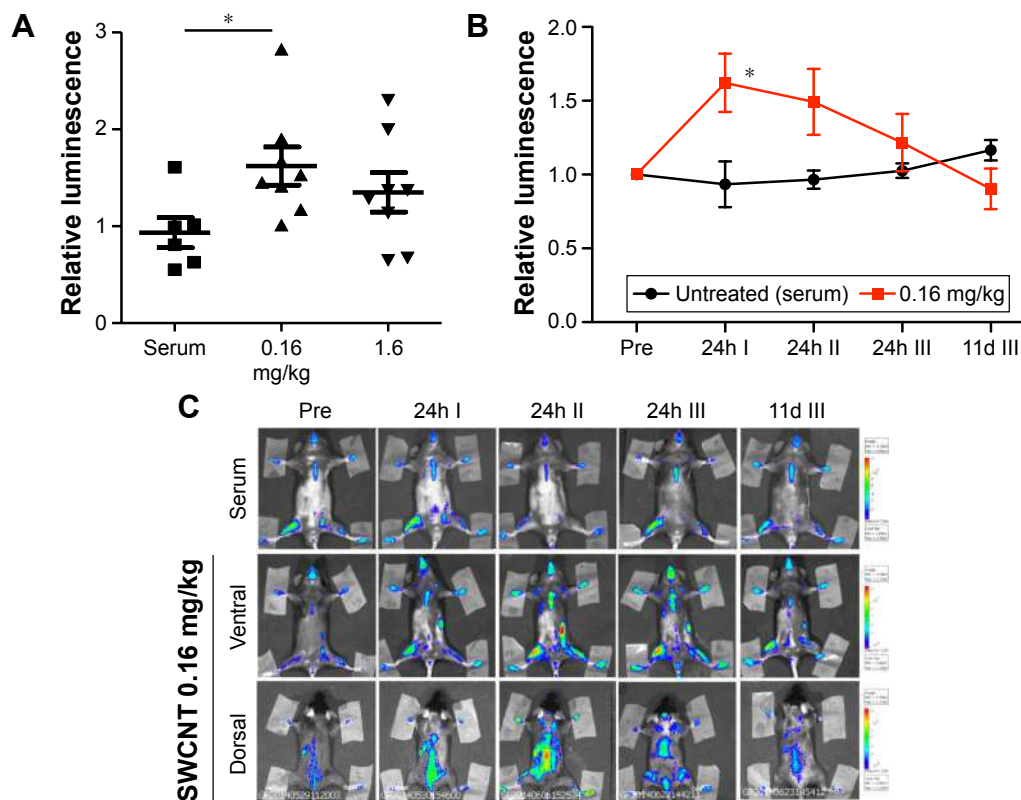 A
*
Relative luminescence
3
2
1
0
Serum
0.16
mg/kg
1.6
B
Relative luminescence
2.0
1.5
1.0
0.5
0.0
*
Untreated (serum)
0.16 mg/kg
Pre
24h I
24h II
24h III
11d III
C
Pre
24h I
24h II
24h III
11d III
Serum
SWCNT 0.16 mg/kg
Ventral
Dorsal